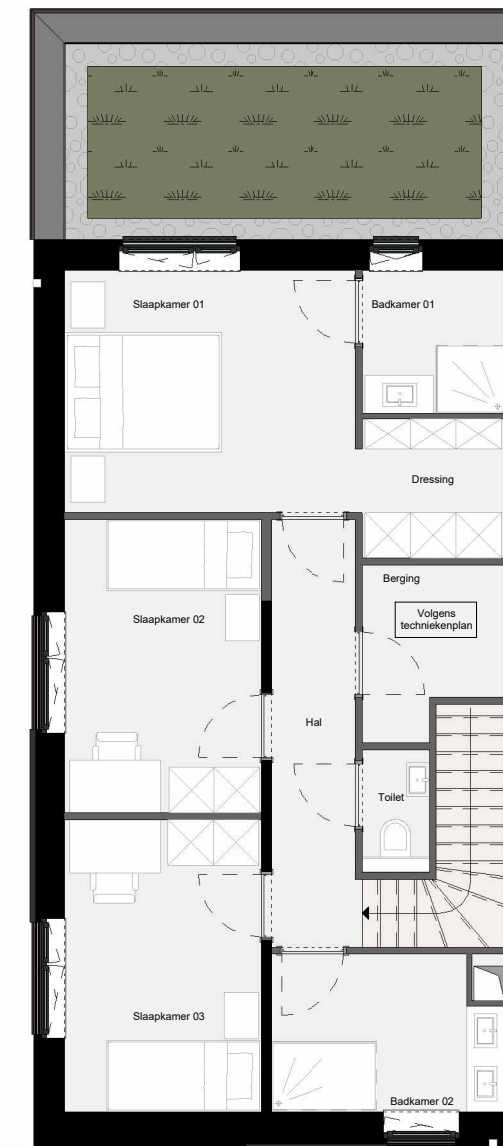 Slaapkamer 01
Badkamer 01
Dressing
Berging
Volgens
techniekenplan
Slaapkamer 02
Hal
Toilet
Slaapkamer 03
Badkamer 02